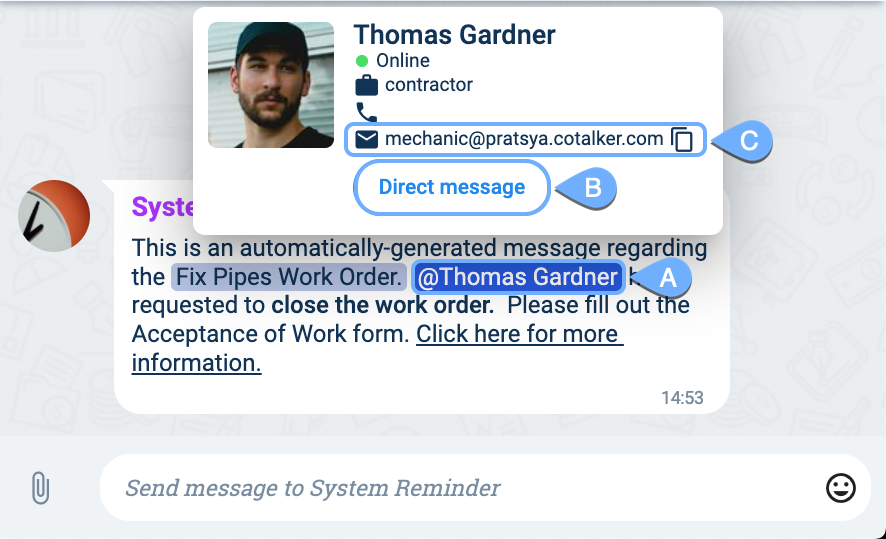 Thomas Gardner
Online
contractor
mechanic@pratsya.cotalker.com
C
Direct message
B
Syste
This is an automatically-generated message regarding
the Fix Pipes Work Order. @Thomas Gardner h
A
requested to close the work order. Please fill out the
Acceptance of Work form. Click here for more
information.
14:53
Send message to System Reminder